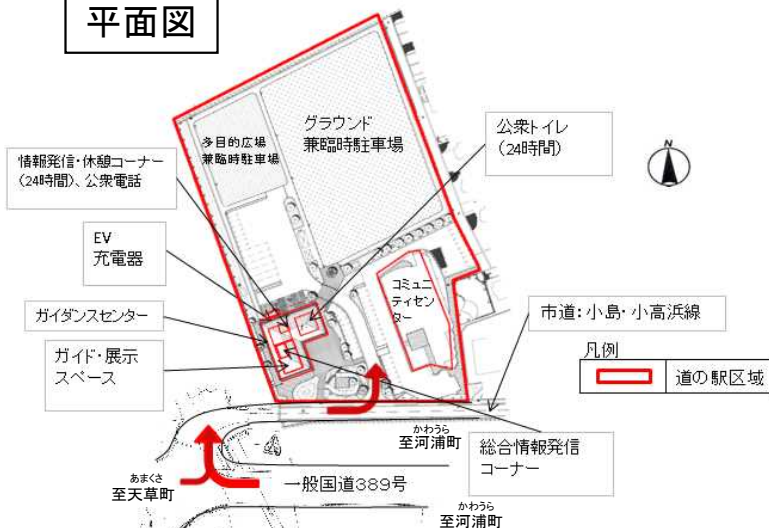 平面図
グラウンド
兼臨時駐車場
多目的広場
兼臨時駐車場
公衆トイレ
(24時間)
N
情報発信・休憩コーナー
(24時間)、公衆電話
EV
充電器
コミュニ
ティセン
ター
ガイダンスセンター
市道:小島・小高浜線
ガイド・展示
スペース
凡例
道の駅区域
かわうら
至河浦町
総合情報発信
コーナー
あまくさ
至天草町
一般国道389号
かわうら
至河浦町